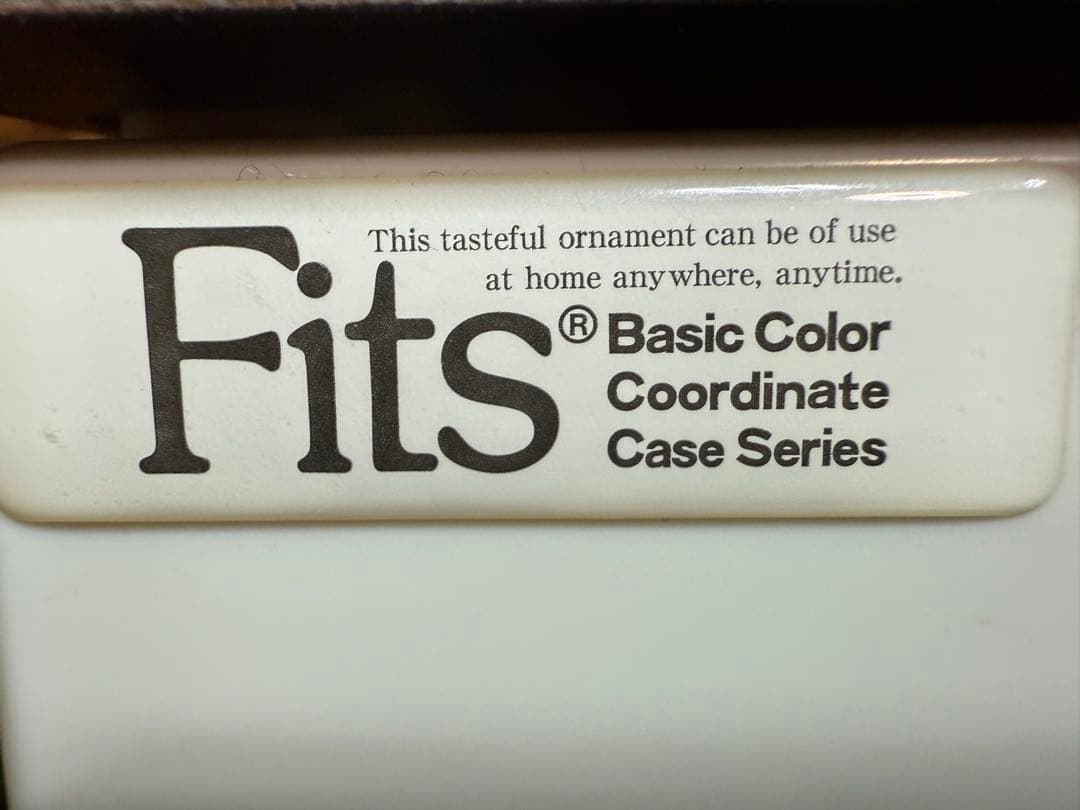 This tasteful ornament can be of use
at home anywhere, anytime.
Fits®
Basic Color
Coordinate
Case Series